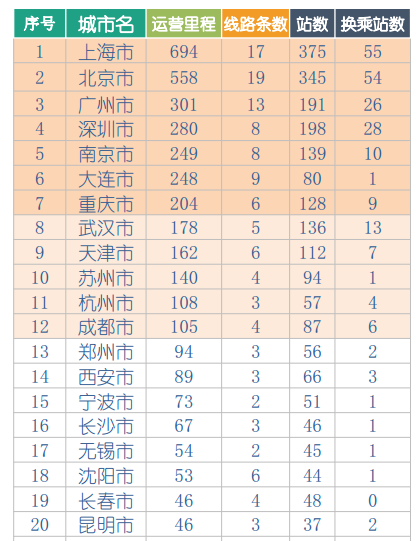 序号 城市名 运营里程 线路条数 站数 换乘站数
1 上海市 694 17 375 55
2 北京市 558 19 345 54
3 广州市 301 13 191 26
4 深圳市 280 8 198 28
5 南京市 249 8 139 10
6 大连市 248 9 80 1
7 重庆市 204 6 128 9
8 武汉市 178 5 136 13
9 天津市 162 6 112 7
10 苏州市 140 4 94 1
11 杭州市 108 3 57 4
12 成都市 105 4 87 6
13 郑州市 94 3 56 2
14 西安市 89 3 66 3
15 宁波市 73 2 51 1
16 长沙市 67 3 46 1
17 无锡市 54 2 45 1
18 沈阳市 53 6 44 1
19 长春市 46 4 48 0
20 昆明市 46 3 37 2